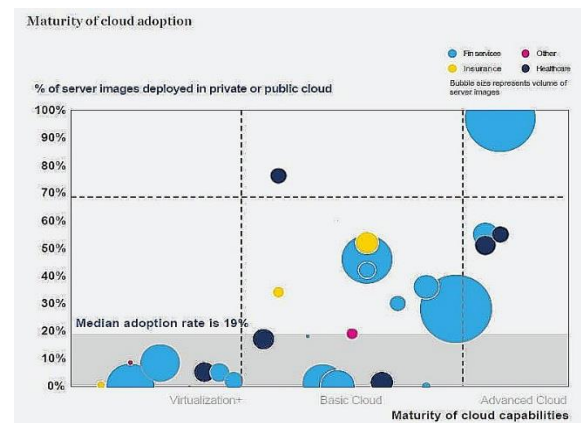 Maturity of cloud adoption
Fin services
Other
Insurance
Healthcare
Bubble size represents volume of
server images
% of server images deployed in private or public cloud
100%
90%
80%
70%
60%
50%
40%
30%
Median adoption rate is 19%
20%
10%
0%
Virtualization+
Basic Cloud
Advanced Cloud
Maturity of cloud capabilities